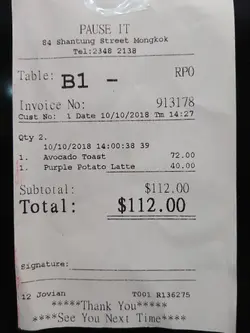 PAUSE IT
84 Shantung Street Mongkok
Tel:2348 2138
Table: B1 - RPO
Invoice No: 913178
Cust No: 1 Date 10/10/2018 Tm 14:27
Qty 2.
10/10/2018 14:00:38 39
1. Avocado Toast 72.00
1. Purple Potato Latte 40.00
Subtotal: $112.00
Total: $112.00
Signature:
12 Jovian T001 R136275
*****Thank You*****
****See You Next Time****